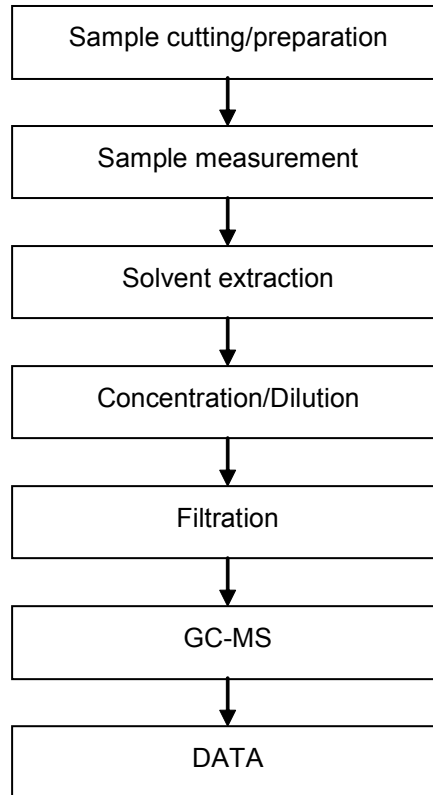 Sample cutting/preparation
Sample measurement
Solvent extraction
Concentration/Dilution
Filtration
GC-MS
DATA